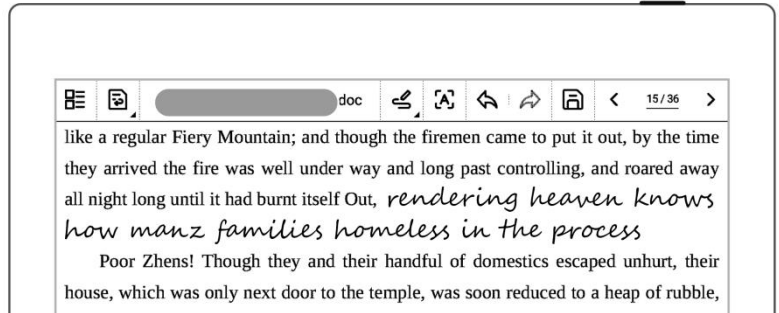 doc
15/36
like a regular Fiery Mountain; and though the firemen came to put it out, by the time
they arrived the fire was well under way and long past controlling, and roared away
all night long until it had burnt itself Out, rendering heaven knows
how manz families homeless in the process
Poor Zhens! Though they and their handful of domestics escaped unhurt, their
house, which was only next door to the temple, was soon reduced to a heap of rubble,